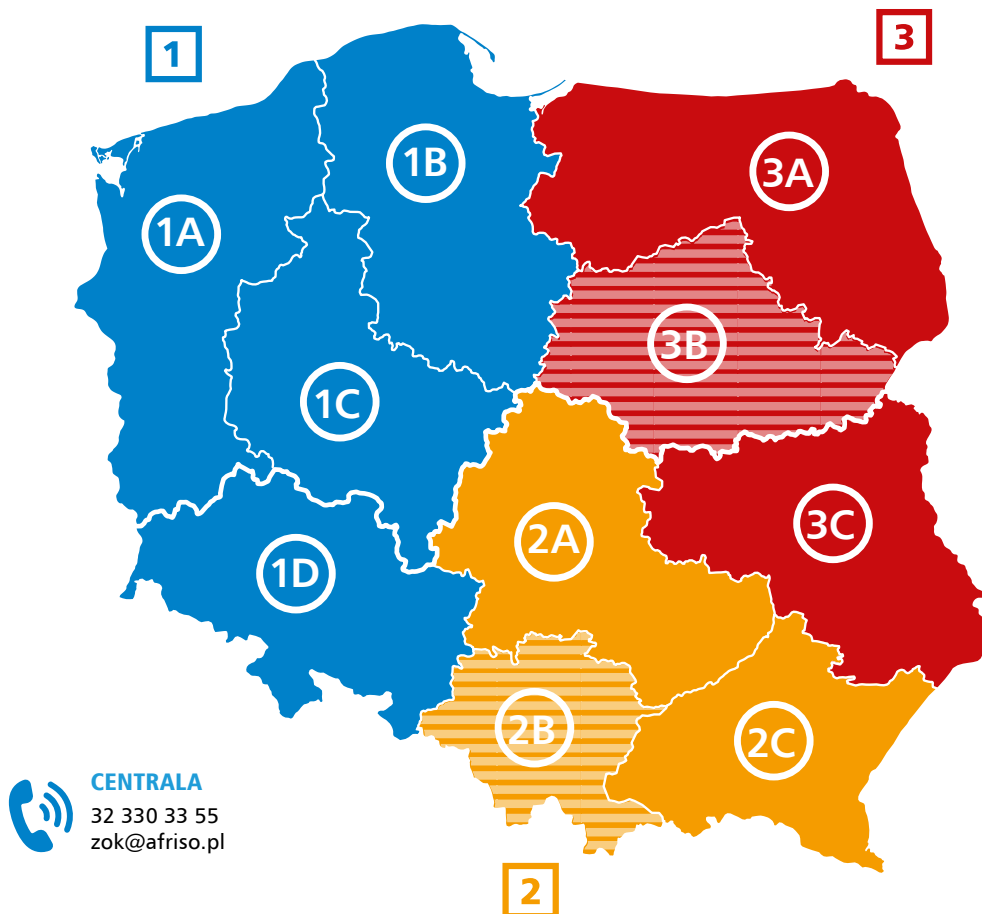 1
3
1B
3A
1A
3B
1C
3C
2A
1D
2B
2C
CENTRALA
32 330 33 55
zok@afriso.pl
2